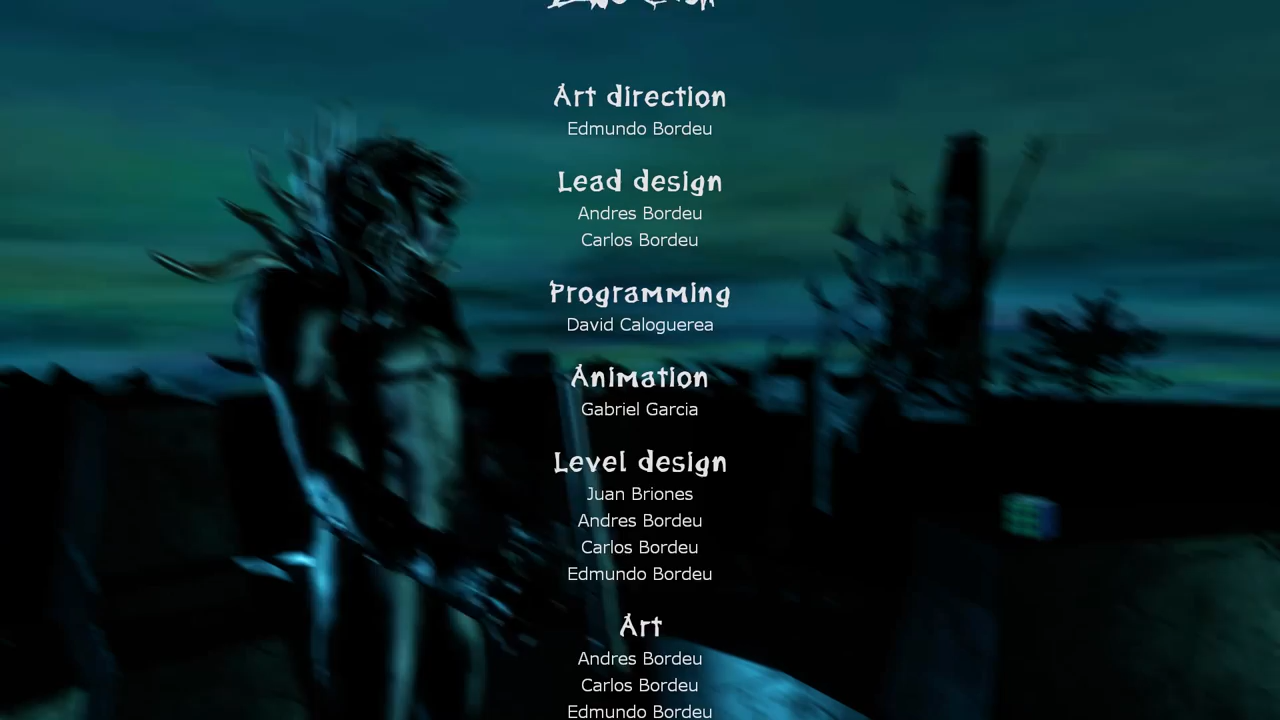 Art direction
Edmundo Bordeu
Lead design
Andres Bordeu
Carlos Bordeu
Programming
David Caloguerea
Animation
Gabriel Garcia
Level design
Juan Briones
Andres Bordeu
Carlos Bordeu
Edmundo Bordeu
Art
Andres Bordeu
Carlos Bordeu
Edmundo Bordeu